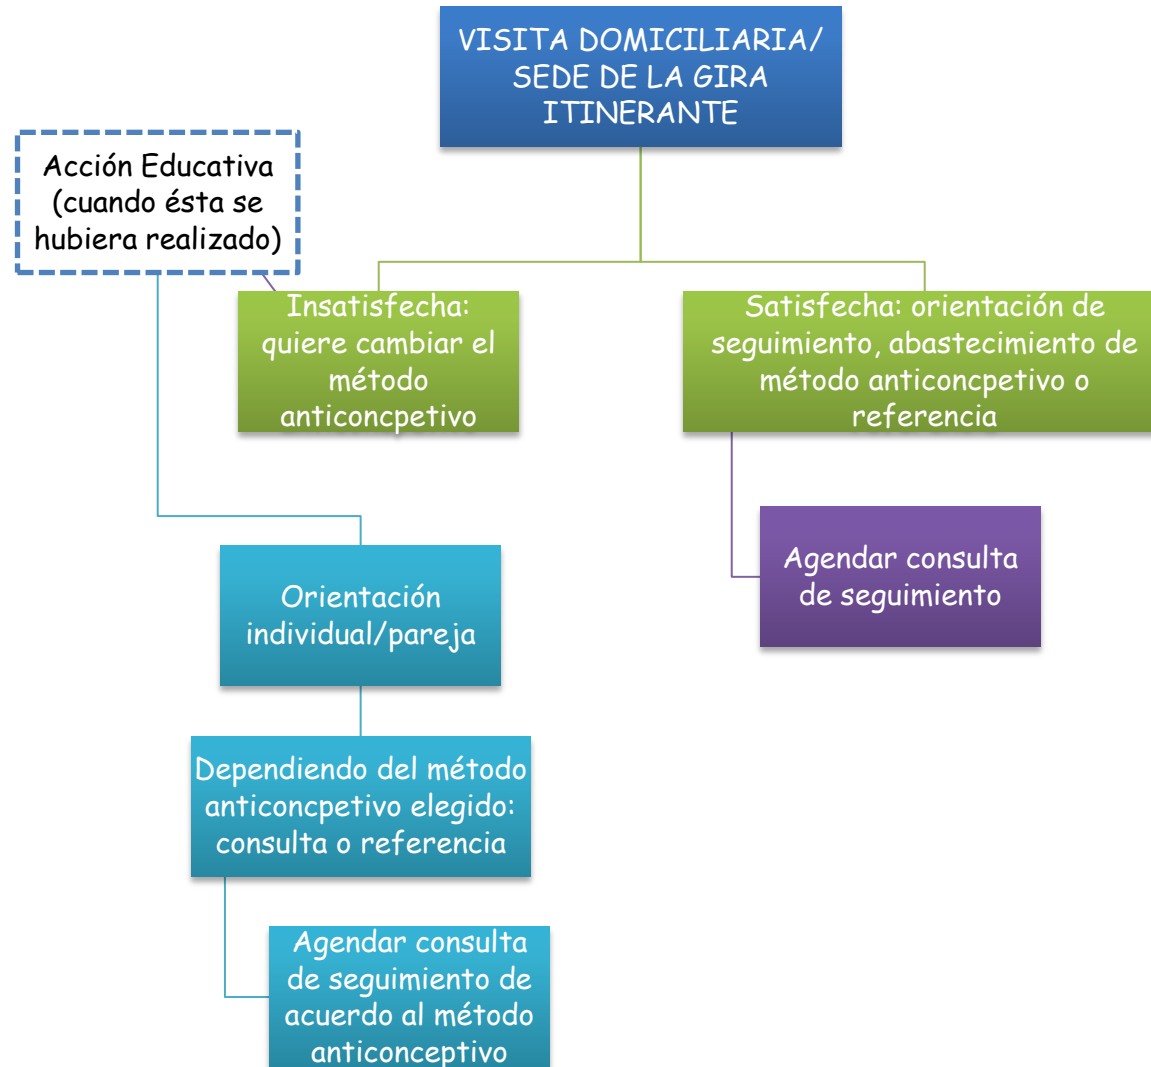 VISITA DOMICILIARIA/
SEDE DE LA GIRA
ITINERANTE
Acción Educativa
(cuando ésta se
hubiera realizado)
Insatisfecha:
quiere cambiar el
método
anticoncpetivo
Satisfecha: orientación de
seguimiento, abastecimiento de
método anticoncpetivo o
referencia
Agendar consulta
de seguimiento
Orientación
individual/pareja
Dependiendo del método
anticoncpetivo elegido:
consulta o referencia
Agendar consulta
de seguimiento de
acuerdo al método
anticonceptivo